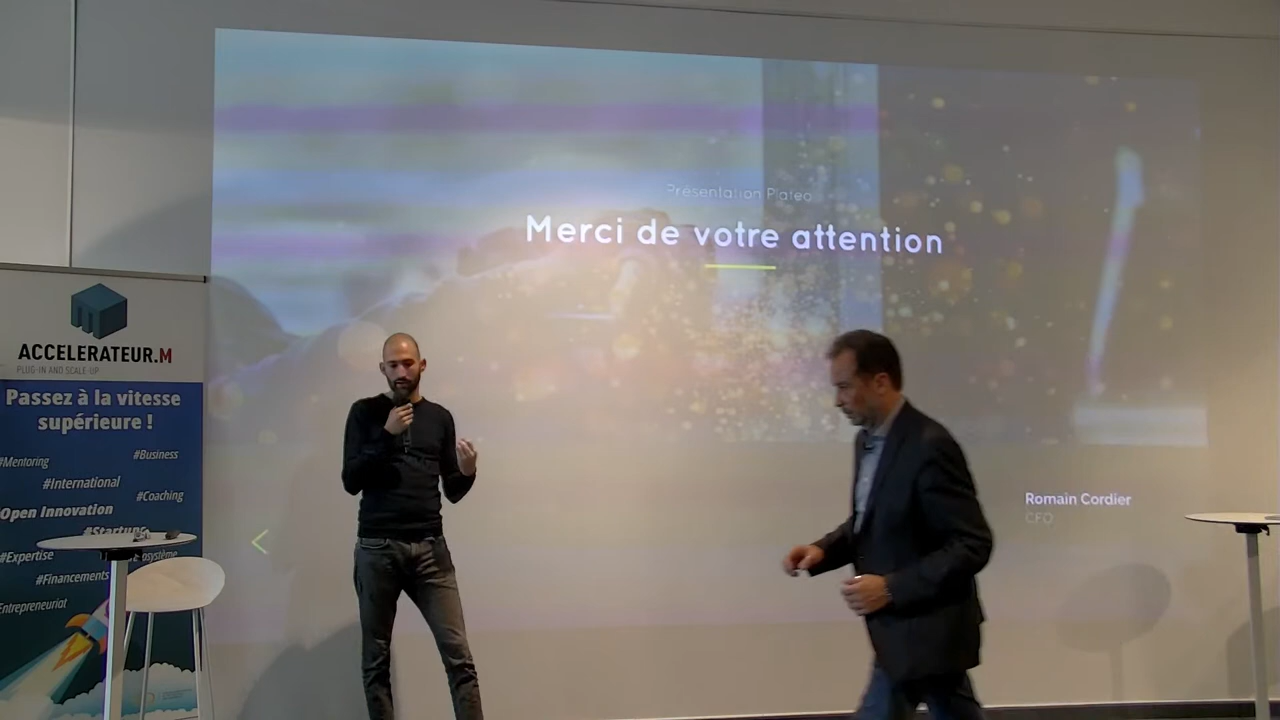 Présentation Plateo
Merci de votre attention
Romain Cordier
CFO
ACCELERATEUR.M
PLUG-IN AND SCALE-UP
Passez à la vitesse
supérieure !
#Mentoring
#Business
#International
#Coaching
Open Innovation
#Startups
#Expertise
#Financements
Entrepreneuriat